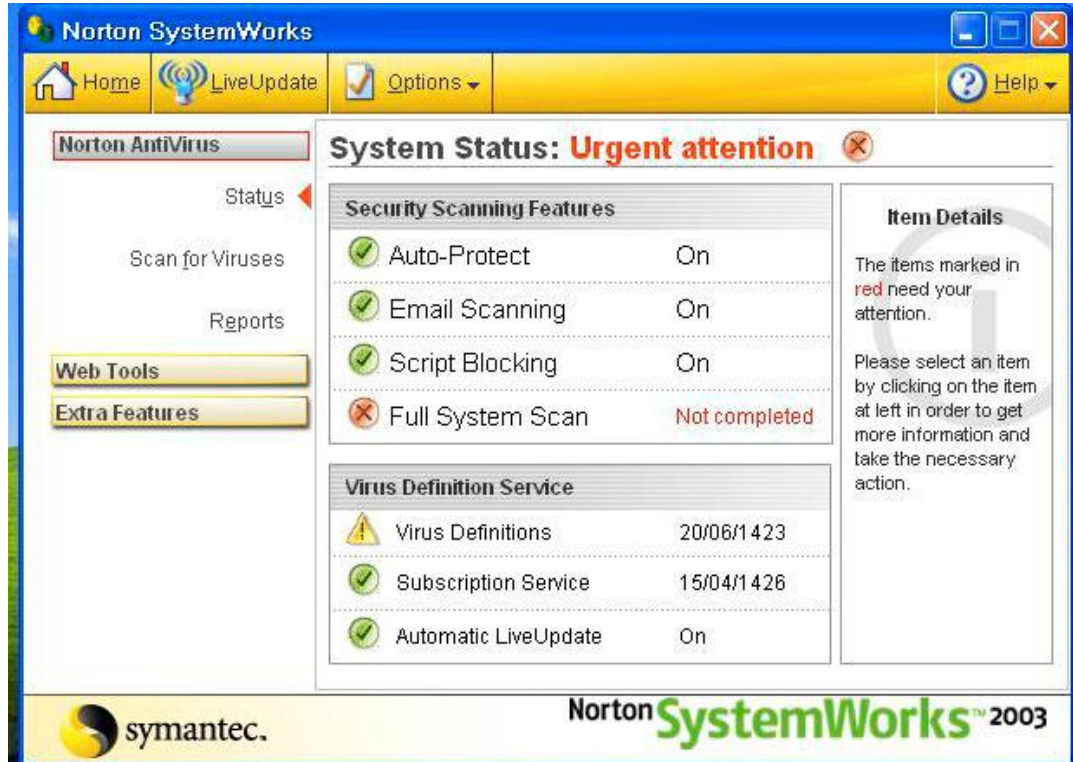 Norton SystemWorks
Home LiveUpdate Options Help
Norton AntiVirus
Status
Scan for Viruses
Reports
Web Tools
Extra Features
System Status: Urgent attention
Security Scanning Features
Auto-Protect On
Email Scanning On
Script Blocking On
Full System Scan Not completed
Virus Definition Service
Virus Definitions 20/06/1423
Subscription Service 15/04/1426
Automatic LiveUpdate On
Item Details
The items marked in
red need your
attention.
Please select an item
by clicking on the item
at left in order to get
more information and
take the necessary
action.
symantec.
Norton SystemWorks™ 2003